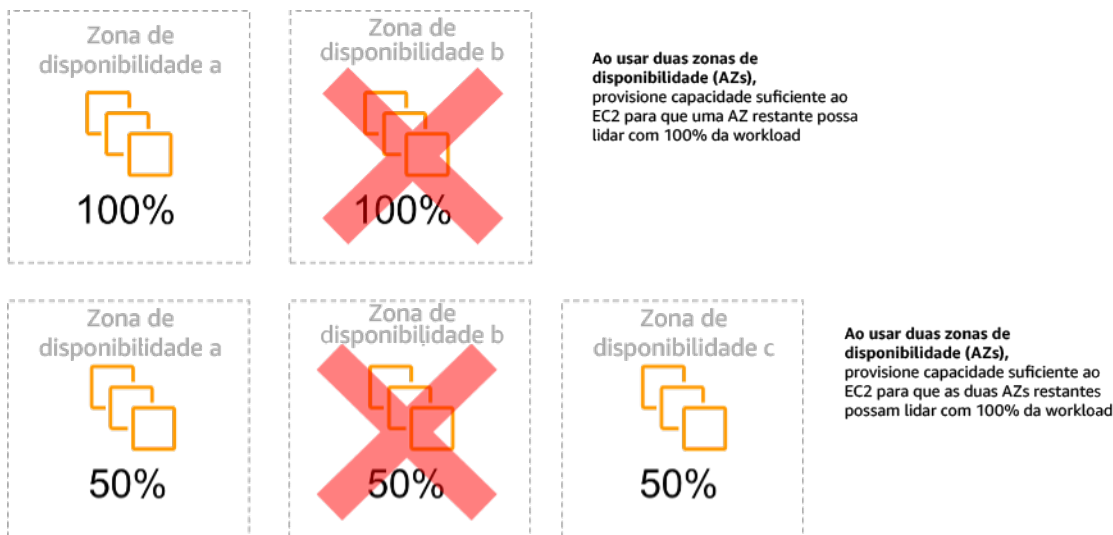 Zona de
disponibilidade a
100%
Zona de
disponibilidade b
100%
Ao usar duas zonas de
disponibilidade (AZs),
provisione capacidade suficiente ao
EC2 para que uma AZ restante possa
lidar com 100% da workload
Zona de
disponibilidade a
50%
Zona de
disponibilidade b
50%
Zona de
disponibilidade c
50%
Ao usar duas zonas de
disponibilidade (AZs),
provisione capacidade suficiente ao
EC2 para que as duas AZs restantes
possam lidar com 100% da workload